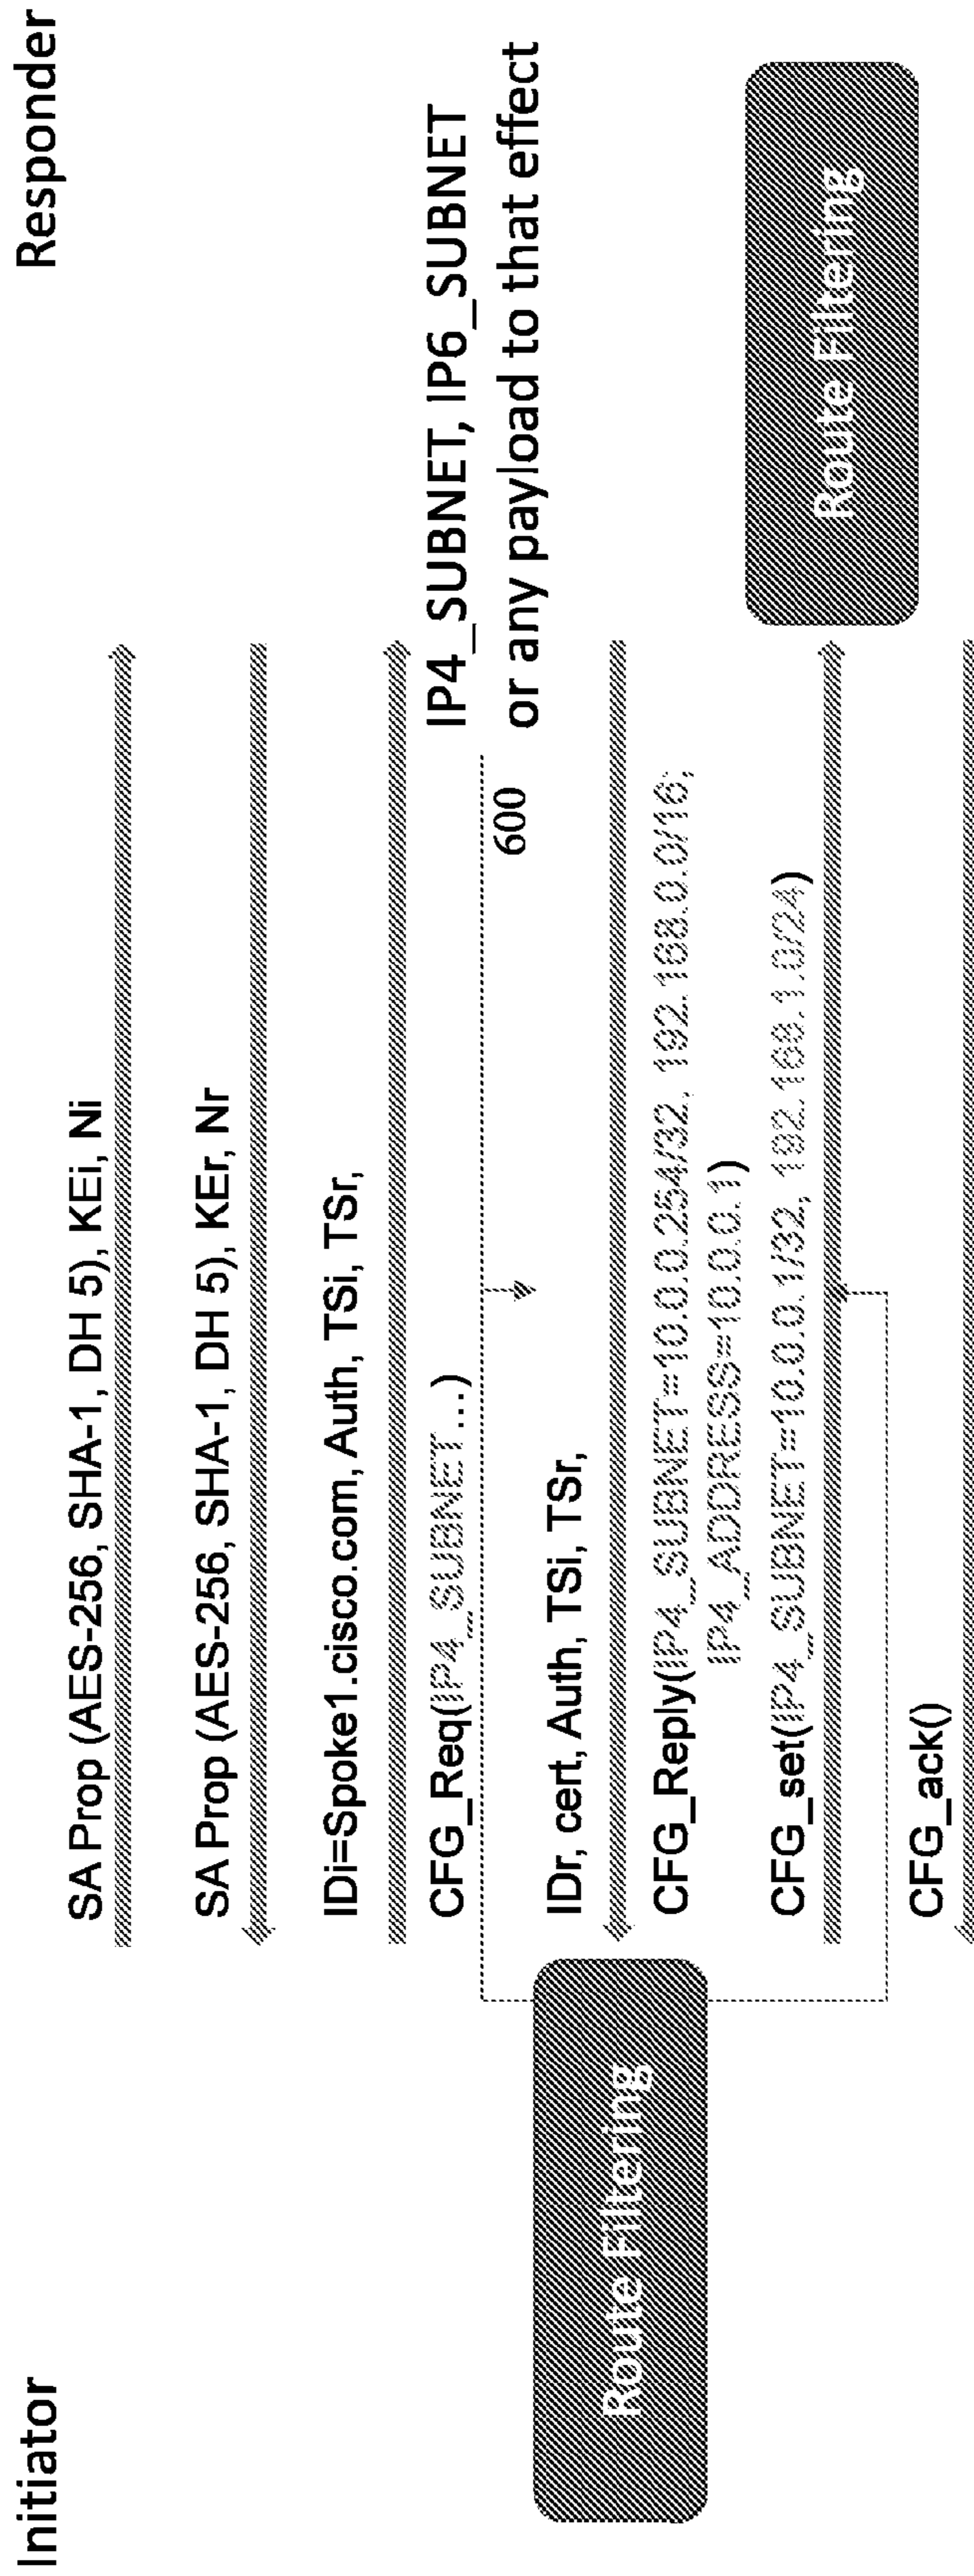 Initiator
Responder
SA Prop (AES-256, SHA-1, DH 5), KEi, Ni
SA Prop (AES-256, SHA-1, DH 5), KEr, Nr
IDi=Spoke1.cisco.com, Auth, TSi, TSr,
CFG_Req(IP4_SUBNET...)
IP4_SUBNET, IP6_SUBNET
or any payload to that effect
600
IDr, cert, Auth, TSi, TSr,
Route Filtering
CFG_Reply(IP4_SUBNET=10.0.0.254/32, 192.168.0.0/16;
IP4_ADDRESS=10.0.0.1)
CFG_set(IP4_SUBNET=10.0.0.1/32, 192.168.1.0/24)
Route Filtering
CFG_ack()